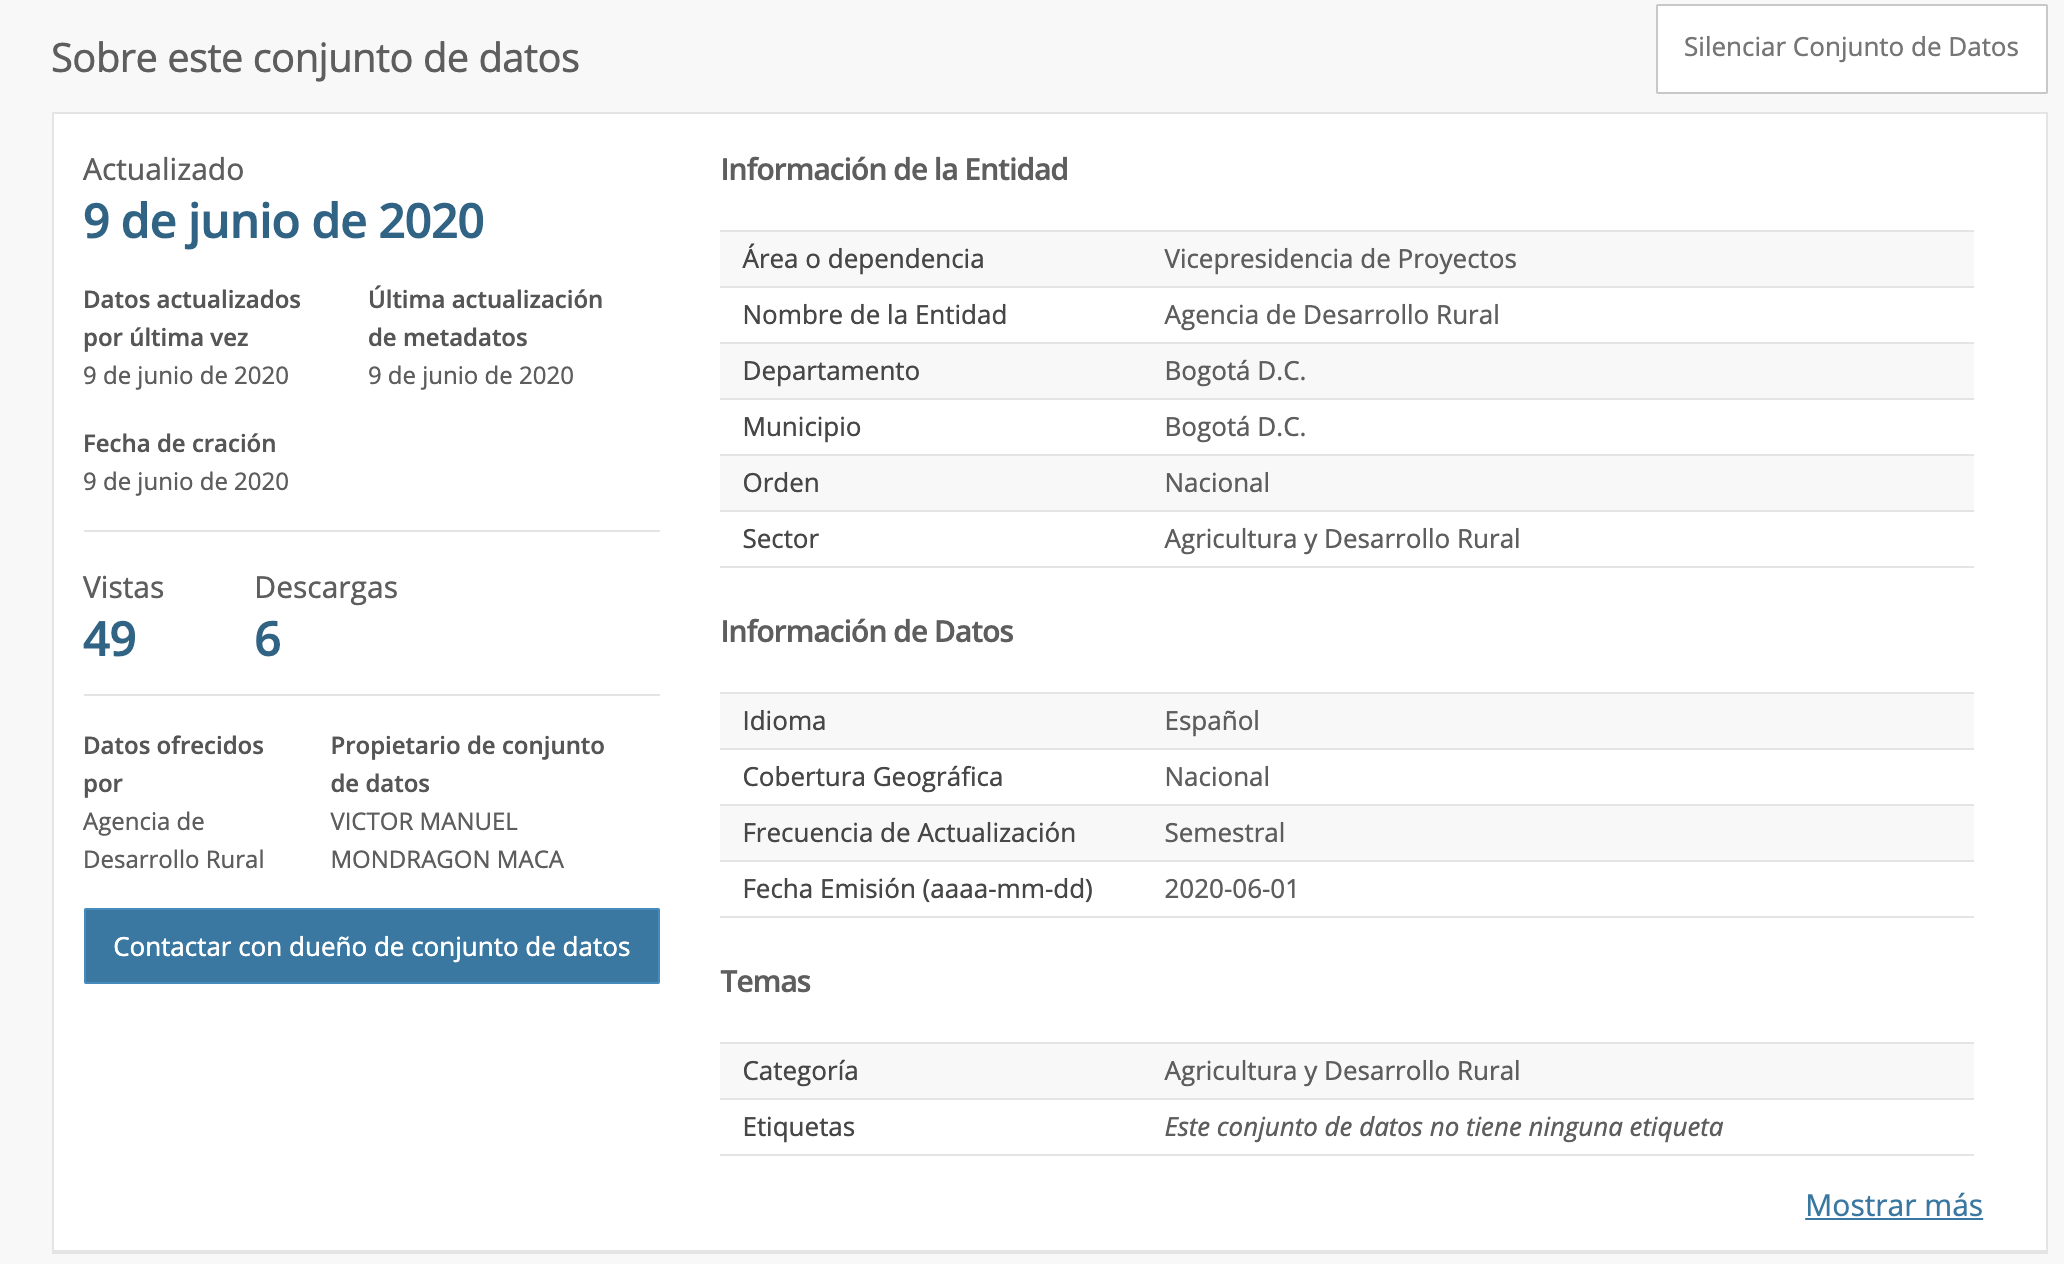 Sobre este conjunto de datos
Silenciar Conjunto de Datos
Actualizado
9 de junio de 2020
Datos actualizados
por última vez
9 de junio de 2020
Última actualización
de metadatos
9 de junio de 2020
Fecha de cración
9 de junio de 2020
Vistas
49
Descargas
6
Datos ofrecidos
por
Agencia de
Desarrollo Rural
Propietario de conjunto
de datos
VICTOR MANUEL
MONDRAGON MACA
Contactar con dueño de conjunto de datos
Información de la Entidad
Área o dependencia Vicepresidencia de Proyectos
Nombre de la Entidad Agencia de Desarrollo Rural
Departamento Bogotá D.C.
Municipio Bogotá D.C.
Orden Nacional
Sector Agricultura y Desarrollo Rural
Información de Datos
Idioma Español
Cobertura Geográfica Nacional
Frecuencia de Actualización Semestral
Fecha Emisión (aaaa-mm-dd) 2020-06-01
Temas
Categoría Agricultura y Desarrollo Rural
Etiquetas Este conjunto de datos no tiene ninguna etiqueta
Mostrar más